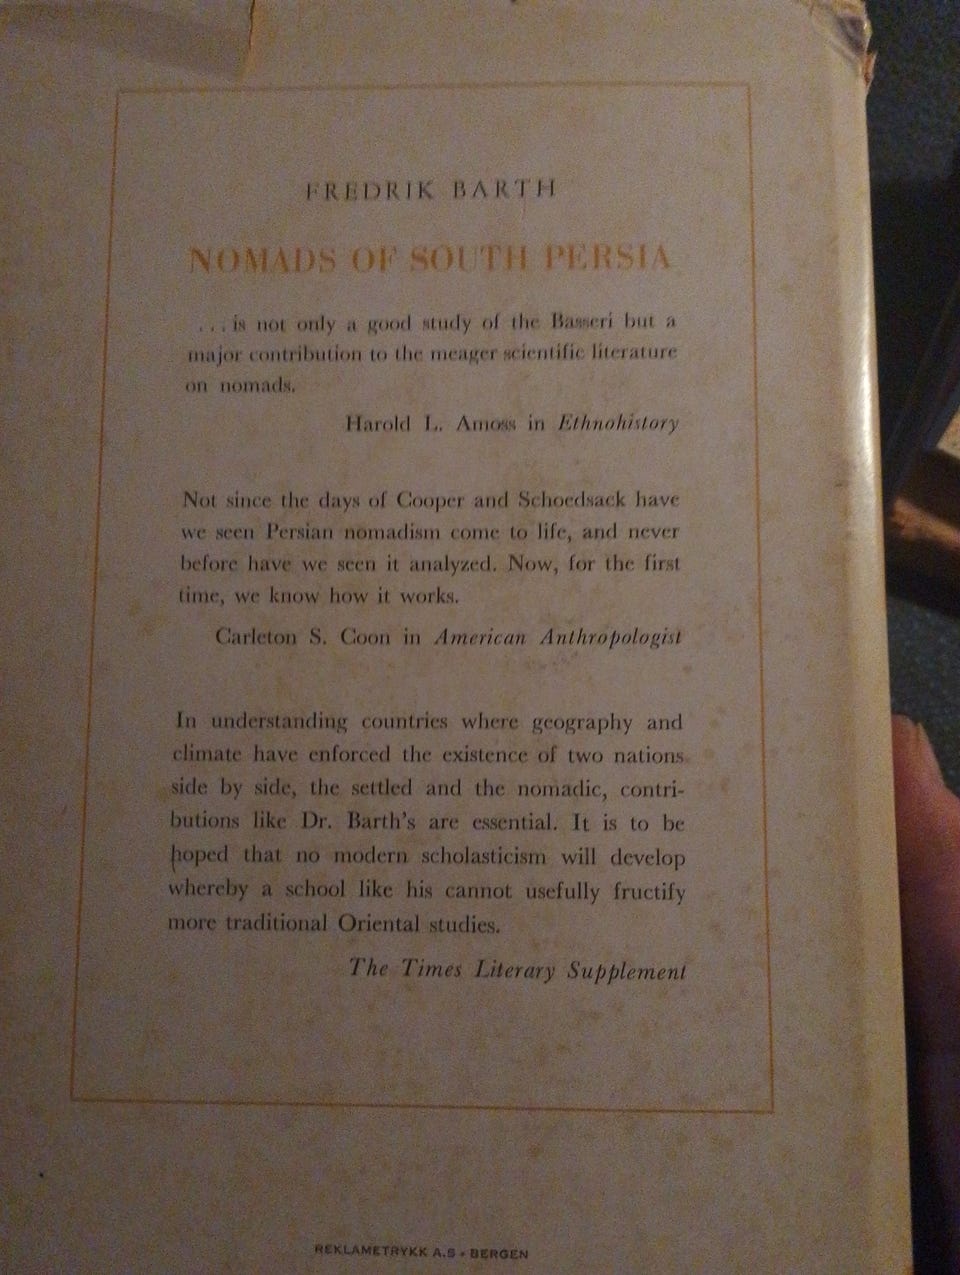 FREDRIK BARTH
NOMADS OF SOUTH PERSIA
... is not only a good study of the Basseri but a
major contribution to the meager scientific literature
on nomads.
Harold L. Amoss in Ethnohistory
Not since the days of Cooper and Schoedsack have
we seen Persian nomadism come to life, and never
before have we seen it analyzed. Now, for the first
time, we know how it works.
Carleton S. Coon in American Anthropologist
In understanding countries where geography and
climate have enforced the existence of two nations
side by side, the settled and the nomadic, contri-
butions like Dr. Barth's are essential. It is to be
hoped that no modern scholasticism will develop
whereby a school like his cannot usefully fructify
more traditional Oriental studies.
The Times Literary Supplement
REKLAMETRYKK A.S - BERGEN